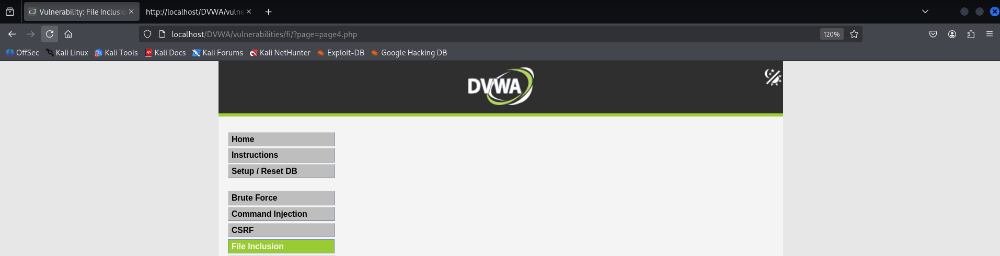 Vulnerability: File Inclusio
http://localhost/DVWA/vulne
localhost/DVWA/vulnerabilities/fi/?page=page4.php
120%
OffSec Kali Linux Kali Tools Kali Docs Kali Forums Kali NetHunter Exploit-DB Google Hacking DB
DVWA
Home
Instructions
Setup / Reset DB
Brute Force
Command Injection
CSRF
File Inclusion